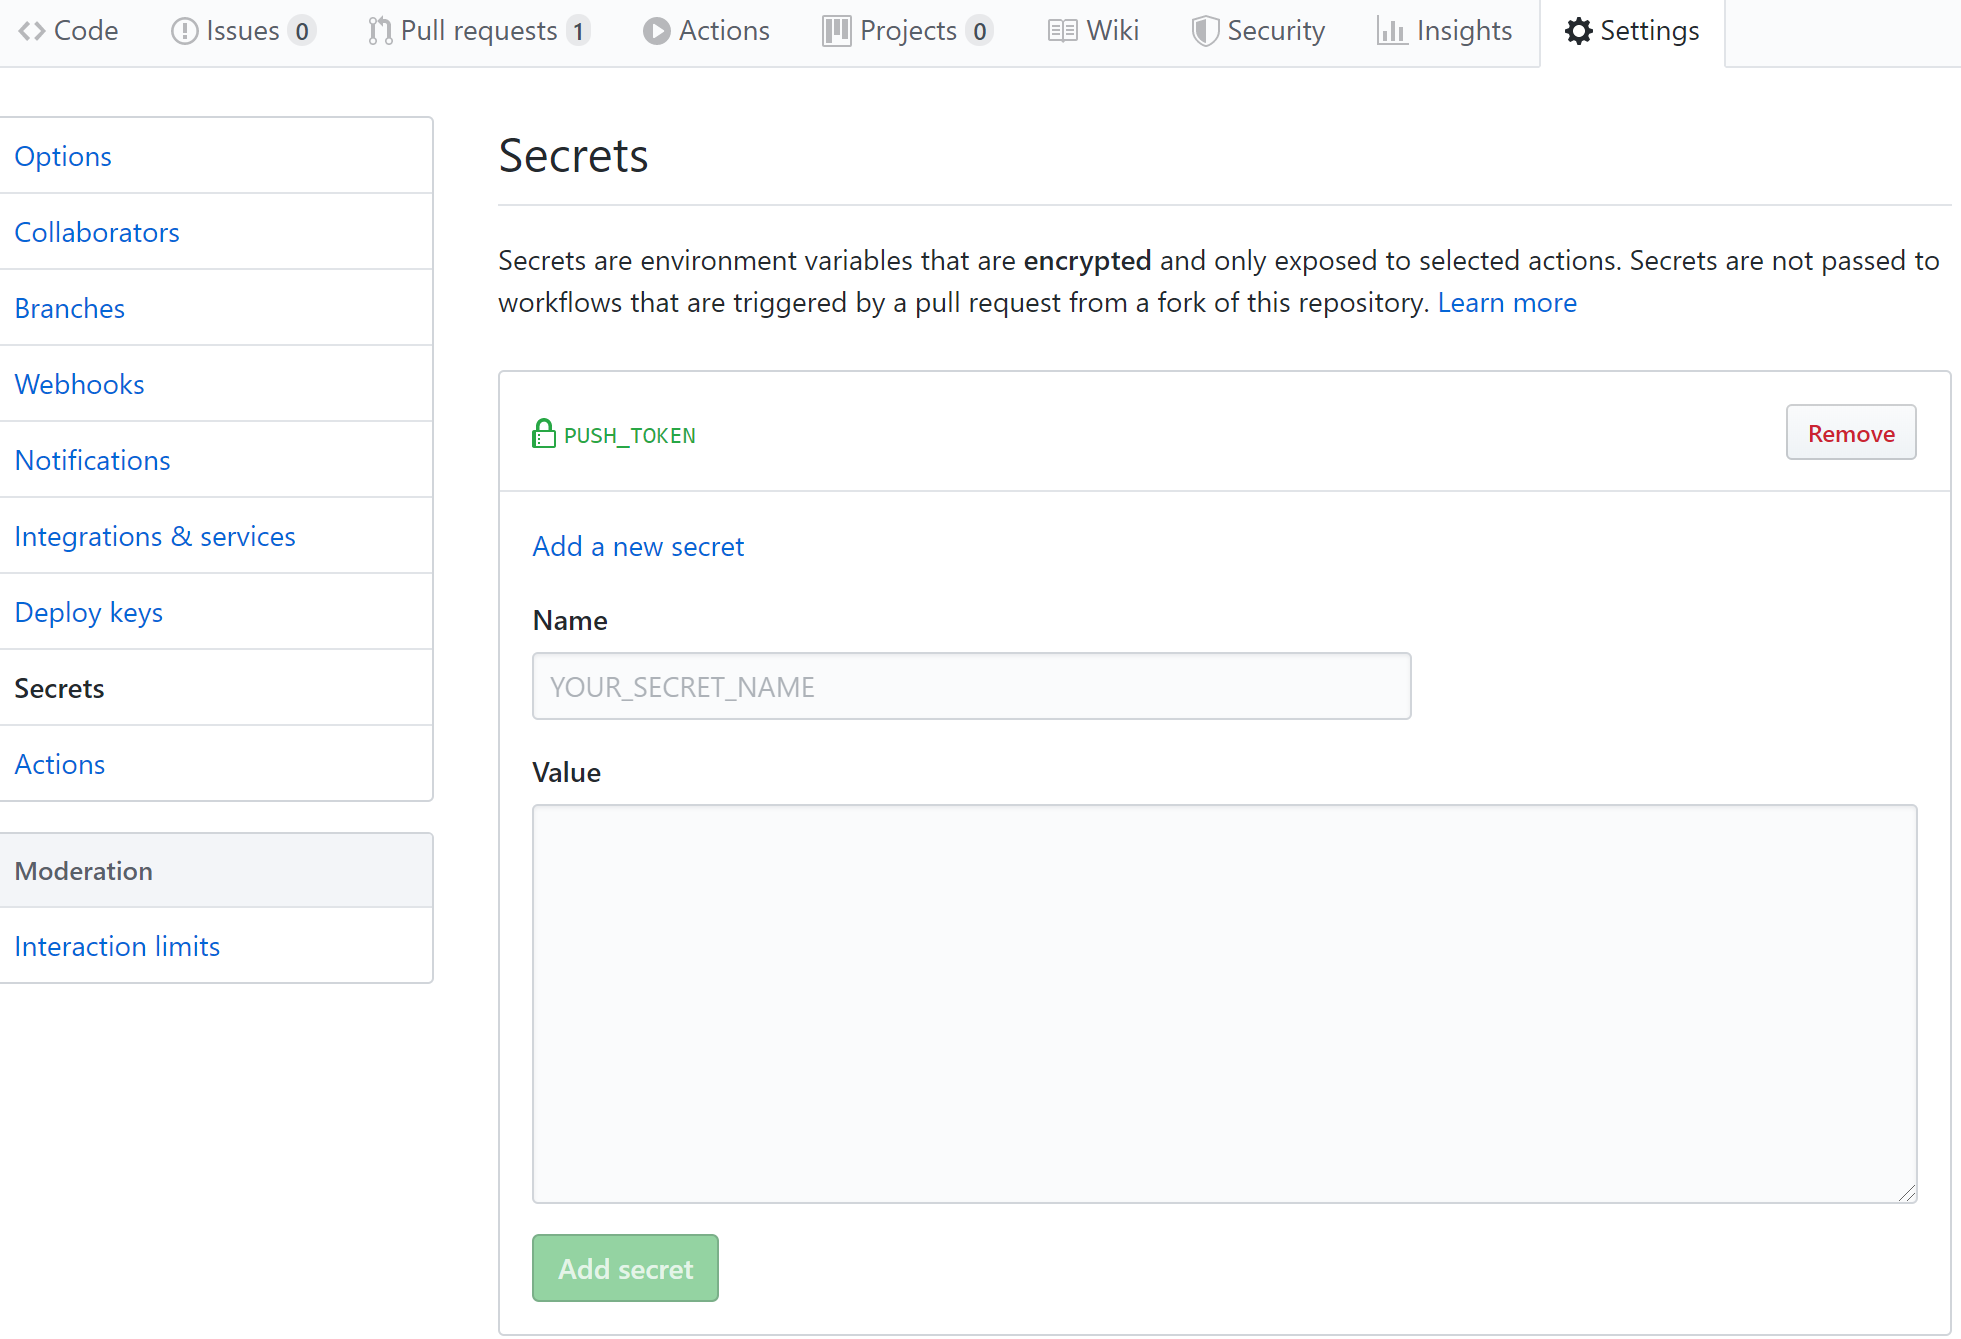 Code Issues 0 Pull requests 1 Actions Projects 0 Wiki Security Insights Settings
Options
Collaborators
Branches
Webhooks
Notifications
Integrations & services
Deploy keys
Secrets
Actions
Moderation
Interaction limits
Secrets
Secrets are environment variables that are encrypted and only exposed to selected actions. Secrets are not passed to
workflows that are triggered by a pull request from a fork of this repository. Learn more
PUSH_TOKEN Remove
Add a new secret
Name
YOUR_SECRET_NAME
Value
Add secret